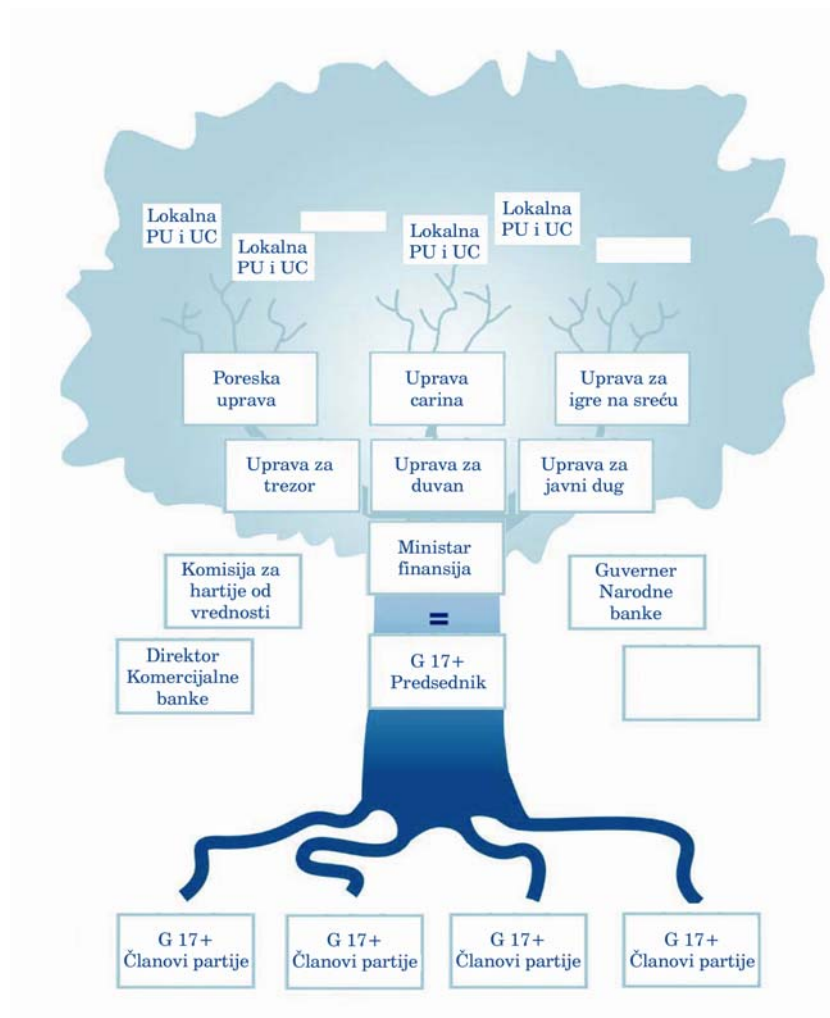 Lokalna
PU i UC
Lokalna
PU i UC
Lokalna
PU i UC
Lokalna
PU i UC
Poreska
uprava
Uprava
carina
Uprava za
igre na sreću
Uprava za
trezor
Uprava za
duvan
Uprava za
javni dug
Ministar
finansija
Komisija za
hartije od
vrednosti
Guverner
Narodne
banke
=
Direktor
Komercijalne
banke
G 17+
Predsednik
G 17+
Članovi partije
G 17+
Članovi partije
G 17+
Članovi partije
G 17+
Članovi partije